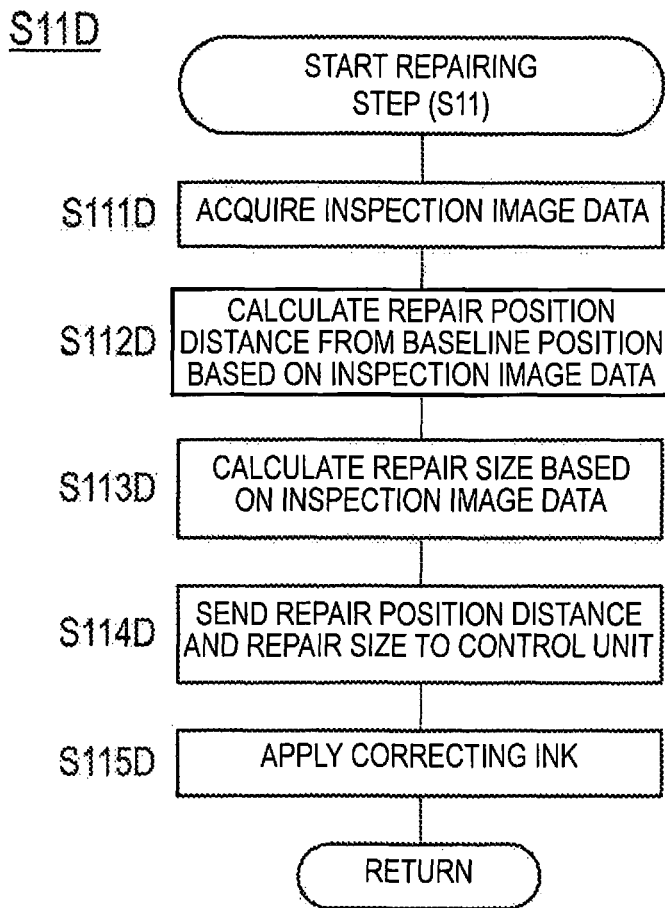 S11D
START REPAIRING
STEP (S11)
S111D
ACQUIRE INSPECTION IMAGE DATA
S112D
CALCULATE REPAIR POSITION
DISTANCE FROM BASELINE POSITION
BASED ON INSPECTION IMAGE DATA
S113D
CALCULATE REPAIR SIZE BASED
ON INSPECTION IMAGE DATA
S114D
SEND REPAIR POSITION DISTANCE
AND REPAIR SIZE TO CONTROL UNIT
S115D
APPLY CORRECTING INK
RETURN